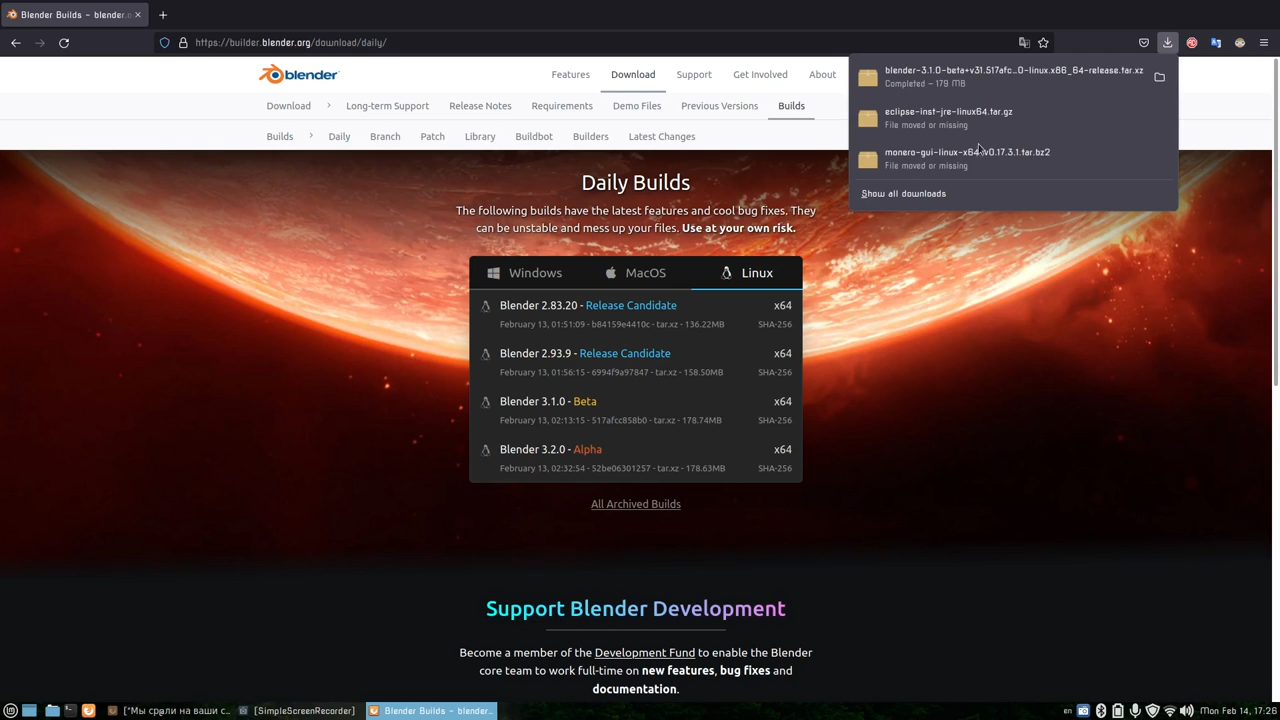 Blender Builds - blender.o
https://builder.blender.org/download/daily/
blender
Features
Download
Support
Get Involved
About
Download
Long-term Support
Release Notes
Requirements
Demo Files
Previous Versions
Builds
Builds
Daily
Branch
Patch
Library
Buildbot
Builders
Latest Changes
blender-3.1.0-beta+v31.517afc...0-linux.x86_64-release.tar.xz
Completed — 179 MB
eclipse-inst-jre-linux64.tar.gz
File moved or missing
monero-gui-linux-x64-v0.17.3.1.tar.bz2
File moved or missing
Show all downloads
Daily Builds
The following builds have the latest features and cool bug fixes. They
can be unstable and mess up your files. Use at your own risk.
Windows
MacOS
Linux
Blender 2.83.20 - Release Candidate x64
February 13, 01:51:09 - b84159e4410c - tar.xz - 136.22MB SHA-256
Blender 2.93.9 - Release Candidate x64
February 13, 01:56:15 - 6994f9a97847 - tar.xz - 158.50MB SHA-256
Blender 3.1.0 - Beta x64
February 13, 02:13:15 - 517afcc858b0 - tar.xz - 178.74MB SHA-256
Blender 3.2.0 - Alpha x64
February 13, 02:32:54 - 52be06301257 - tar.xz - 178.63MB SHA-256
All Archived Builds
Support Blender Development
Become a member of the Development Fund to enable the Blender
core team to work full-time on new features, bug fixes and
documentation.
["Мы срали на ваши с...
[SimpleScreenRecorder]
Blender Builds - blender...
en
Mon Feb 14, 17:26